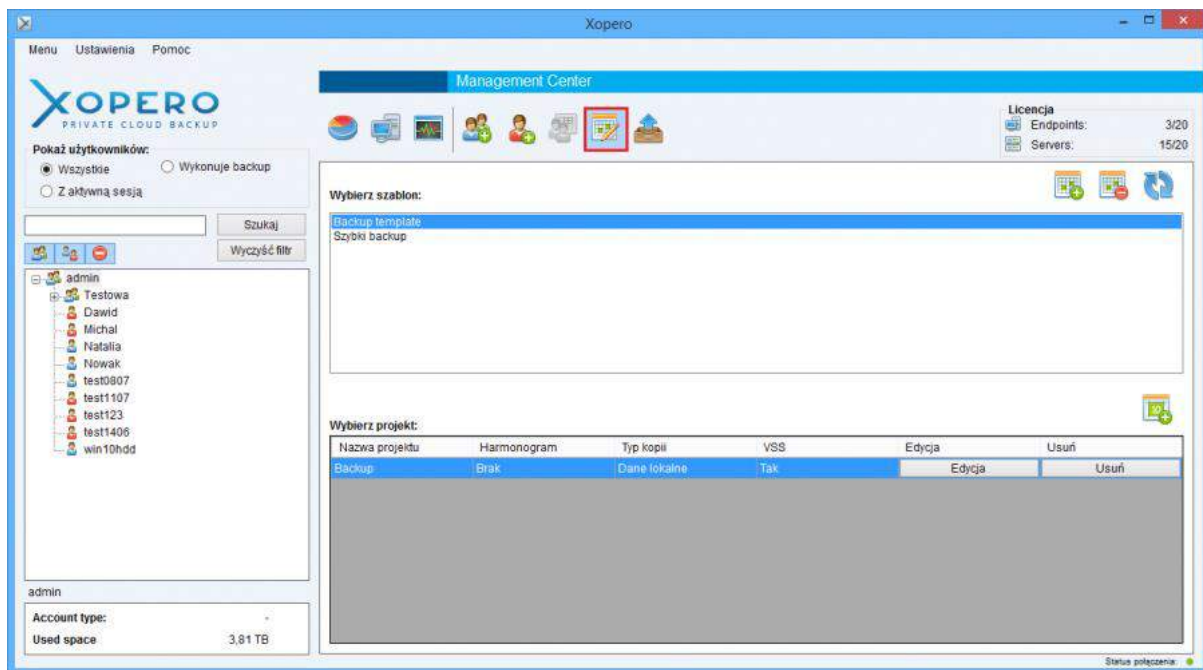 Xopero
Menu Ustawienia Pomoc
XOPERO
PRIVATE CLOUD BACKUP
Management Center
Licencja
Endpoints: 3/20
Servers: 15/20
Pokaż użytkowników:
Wszystkie Wykonuje backup
Z aktywną sesją
Szukaj
Wyczyść filtr
admin
Testowa
Dawid
Michal
Natalia
Nowak
test0807
test1107
test123
test1406
win10hdd
admin
Account type: -
Used space 3,81 TB
Wybierz szablon:
Backup template
Szybki backup
Wybierz projekt:
Nazwa projektu Harmonogram Typ kopii VSS Edycja Usuń
Backup Brak Dane lokalne Tak Edycja Usuń
Status połączenia: